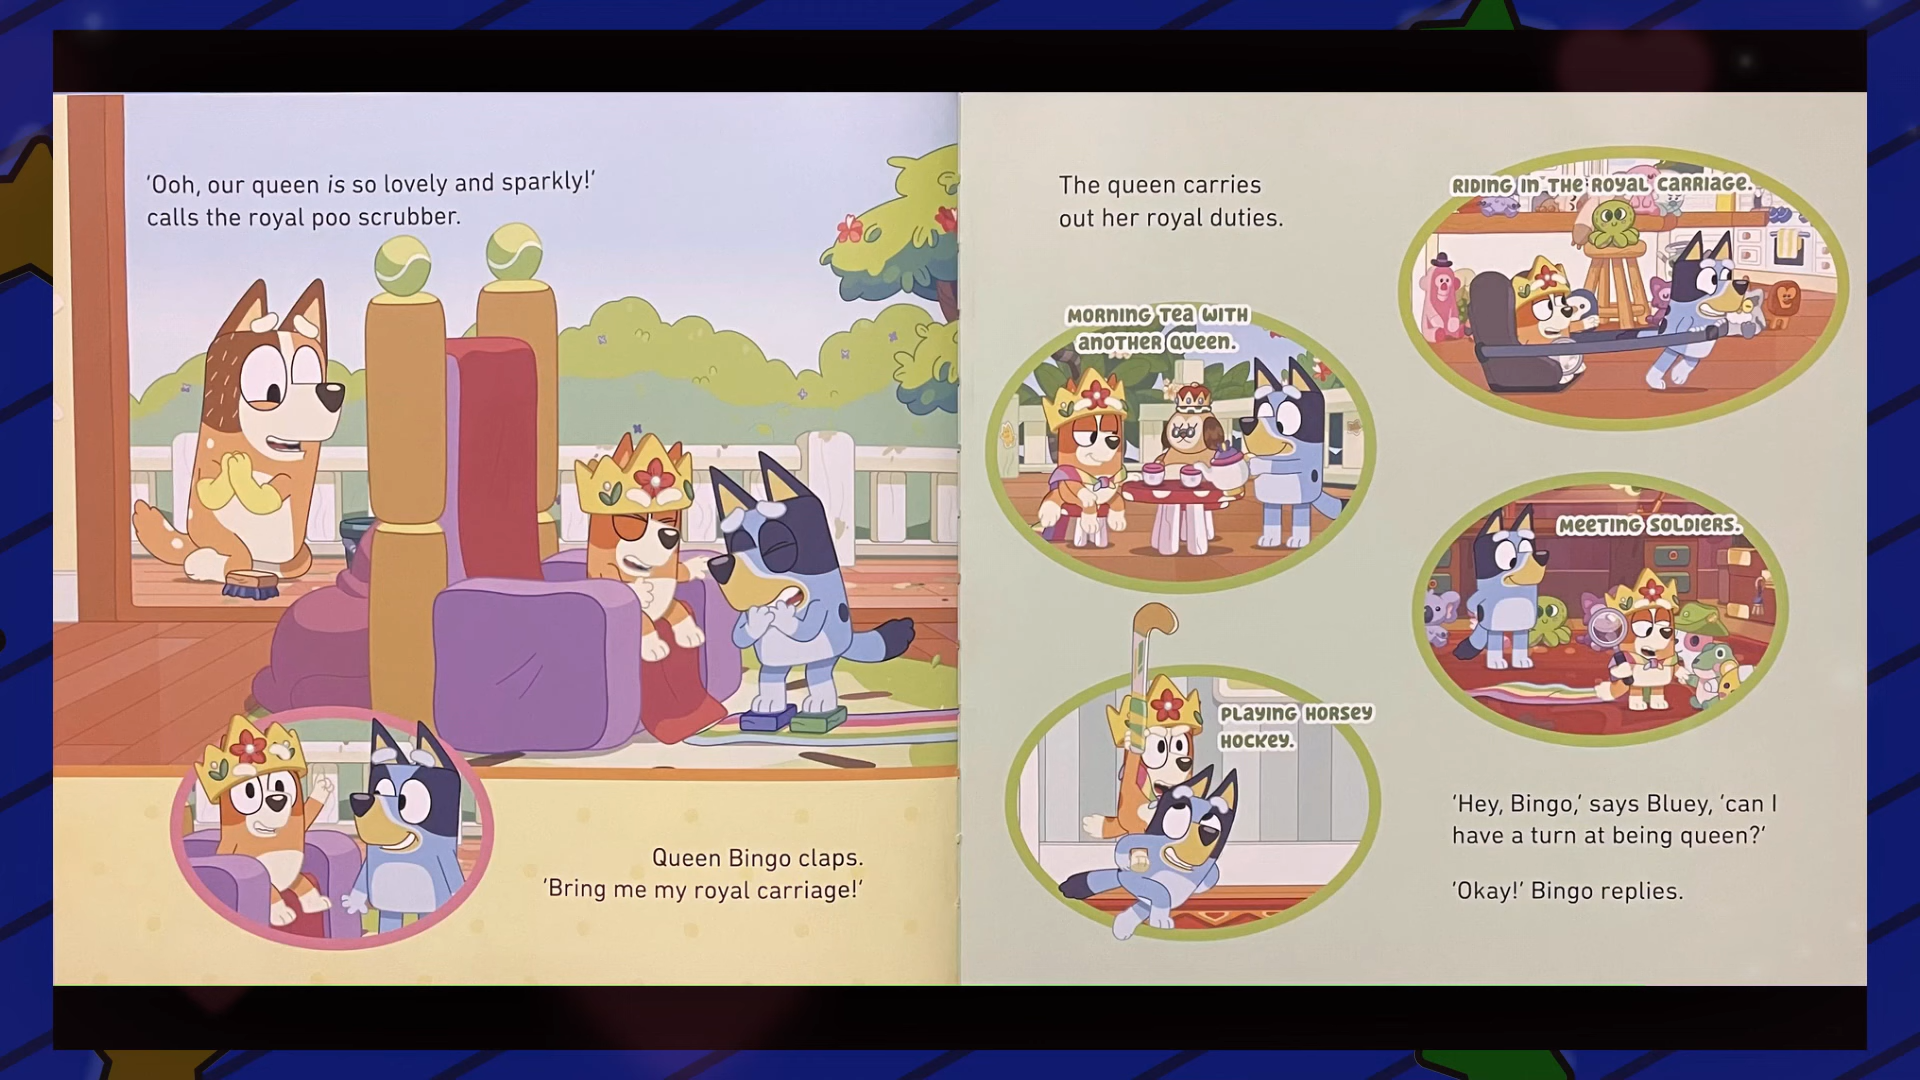 ‘Ooh, our queen is so lovely and sparkly!’
calls the royal poo scrubber.
Queen Bingo claps.
‘Bring me my royal carriage!’
The queen carries
out her royal duties.
RIDING IN THE ROYAL CARRIAGE.
MORNING TEA WITH
ANOTHER QUEEN.
MEETING SOLDIERS.
PLAYING HORSEY
HOCKEY.
‘Hey, Bingo,’ says Bluey, ‘can I
have a turn at being queen?’
‘Okay!’ Bingo replies.